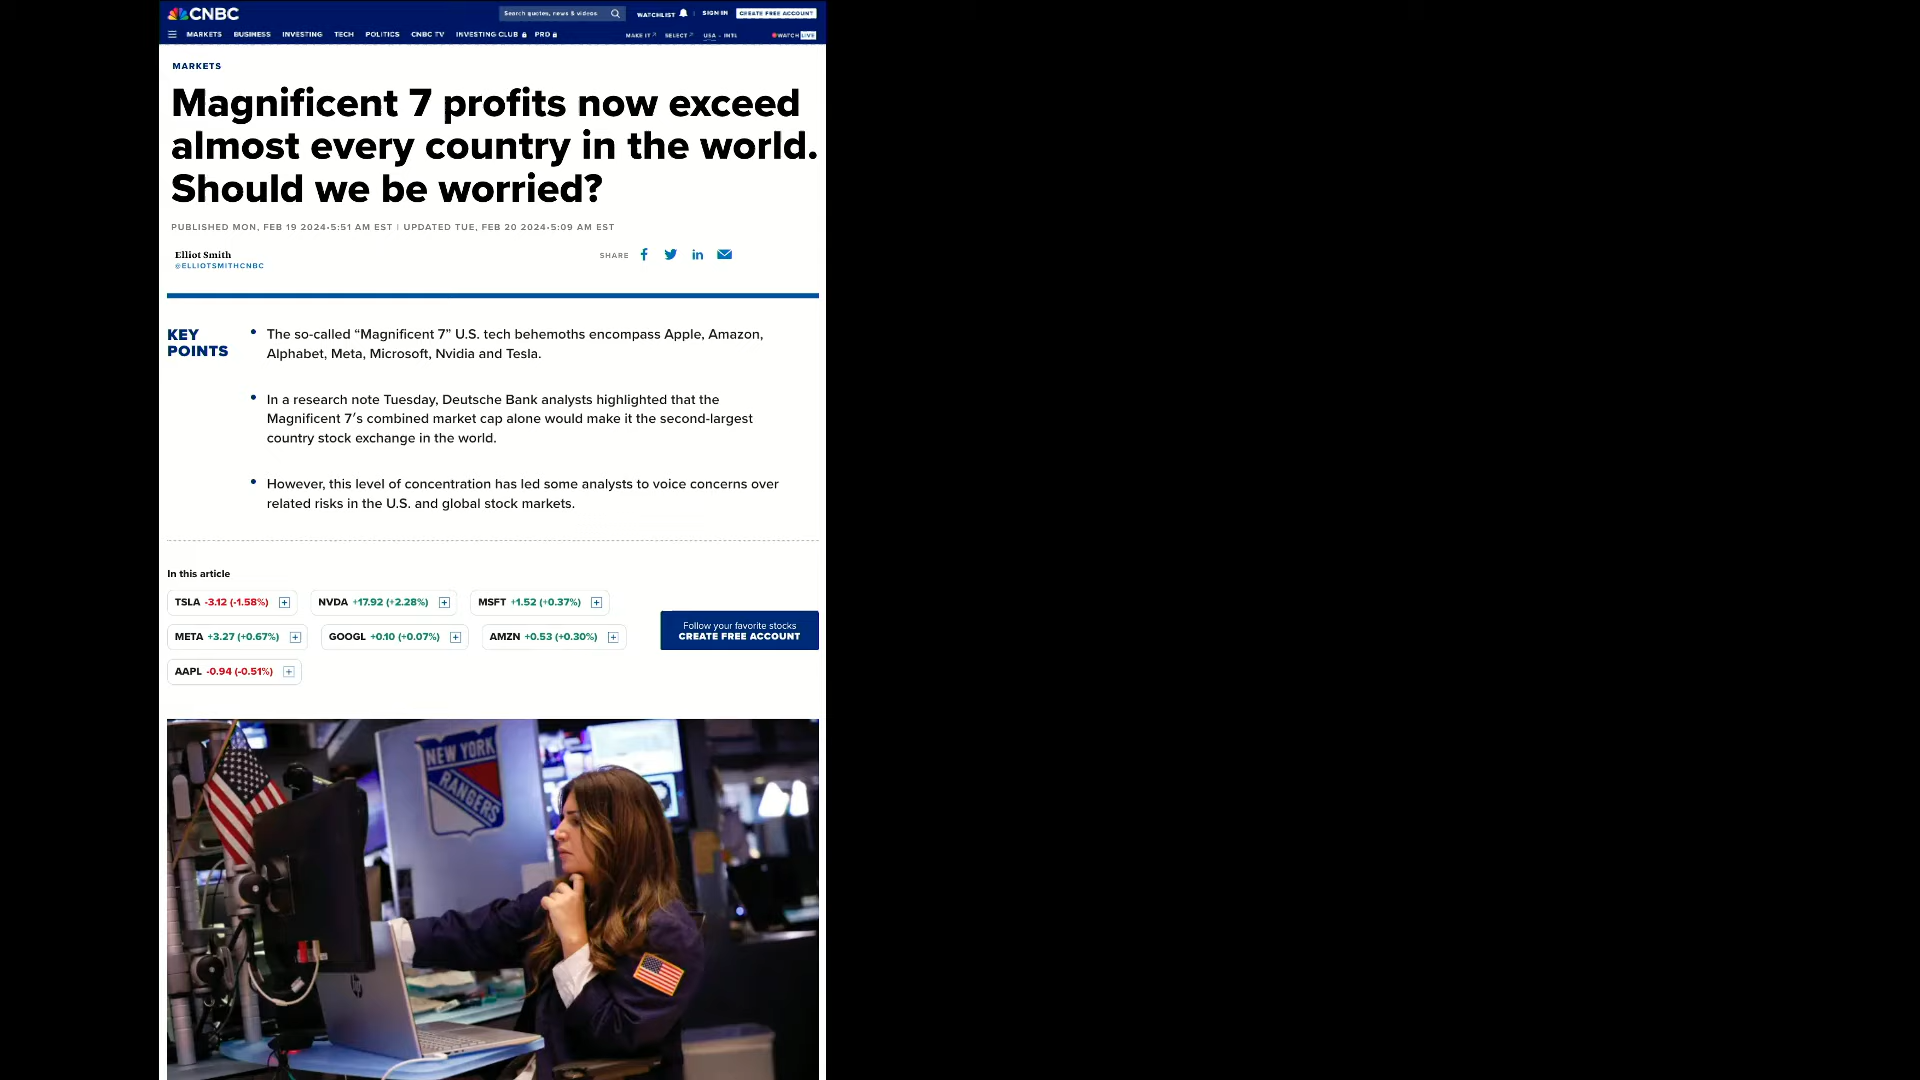 CNBC
Search quotes, news & videos
WATCHLIST
SIGN IN
CREATE FREE ACCOUNT
MARKETS BUSINESS INVESTING TECH POLITICS CNBC TV INVESTING CLUB PRO
MAKE IT SELECT USA • INTL WATCH LIVE
MARKETS
Magnificent 7 profits now exceed
almost every country in the world.
Should we be worried?
PUBLISHED MON, FEB 19 2024•5:51 AM EST | UPDATED TUE, FEB 20 2024•5:09 AM EST
Elliot Smith
@ELLIOTSMITHCNBC
SHARE
KEY
POINTS
• The so-called “Magnificent 7” U.S. tech behemoths encompass Apple, Amazon,
Alphabet, Meta, Microsoft, Nvidia and Tesla.
• In a research note Tuesday, Deutsche Bank analysts highlighted that the
Magnificent 7′s combined market cap alone would make it the second-largest
country stock exchange in the world.
• However, this level of concentration has led some analysts to voice concerns over
related risks in the U.S. and global stock markets.
In this article
TSLA -3.12 (-1.58%) NVDA +17.92 (+2.28%) MSFT +1.52 (+0.37%)
META +3.27 (+0.67%) GOOGL +0.10 (+0.07%) AMZN +0.53 (+0.30%)
AAPL -0.94 (-0.51%)
Follow your favorite stocks
CREATE FREE ACCOUNT
NEW YORK
RANGERS
hp